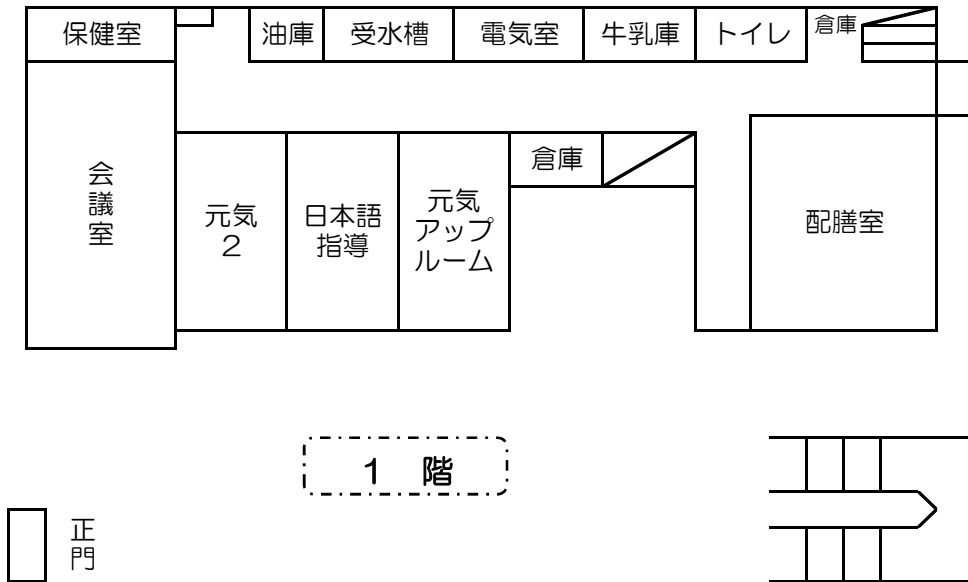 保健室
油庫
受水槽
電気室
牛乳庫
トイレ
倉庫
会議室
元気
2
日本語
指導
元気
アップ
ルーム
倉庫
配膳室
1 階
正門